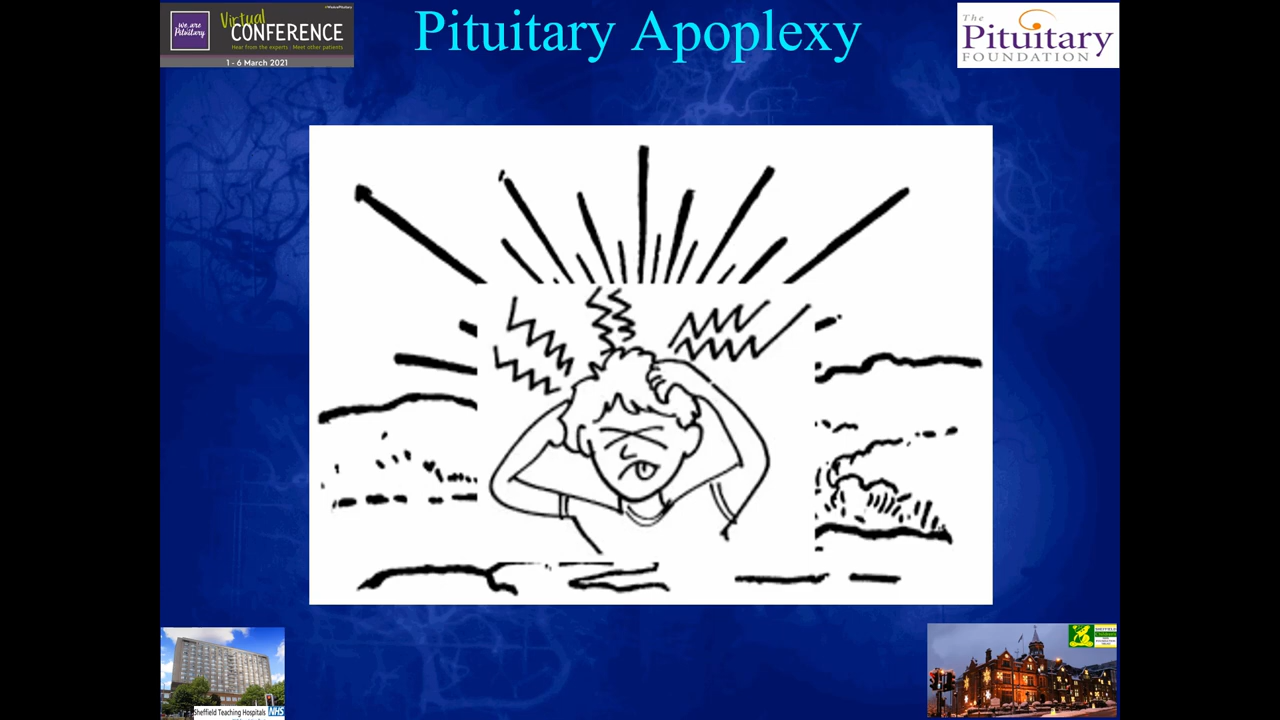 we are
Pituitary
Virtual
CONFERENCE
Hear from the experts : Meet other patients
1 - 6 March 2021
Pituitary Apoplexy
The
Pituitary
FOUNDATION
Sheffield Teaching Hospitals NHS